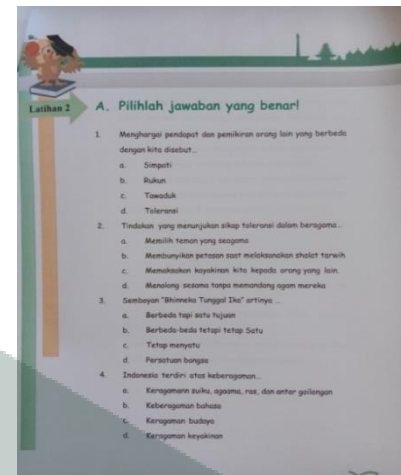 Latihan 2
A. Pilihlah jawaban yang benar!
1. Menghargai pendapat dan pemikiran orang lain yang berbeda
dengan kita disebut...
a. Simpati
b. Rukun
c. Tawaduk
d. Toleransi
2. Tindakan yang menunjukan sikap toleransi dalam beragama...
a. Memilih teman yang seagama
b. Membunyikan petasan saat melaksanakan sholat tarwih
c. Memaksakan keyakinan kita kepada orang yang lain.
d. Menolong sesama tanpa memandang agam mereka
3. Semboyan "Bhinneka Tunggal Ika" artinya ...
a. Berbeda tapi satu tujuan
b. Berbeda-beda tetapi tetap Satu
c. Tetap menyatu
d. Persatuan bangsa
4. Indonesia terdiri atas keberagaman...
a. Keragamann suiku, agaama, ras, dan antar gollongan
b. Keberagaman bahasa
c. Keragaman budaya
d. Keragaman keyakinan